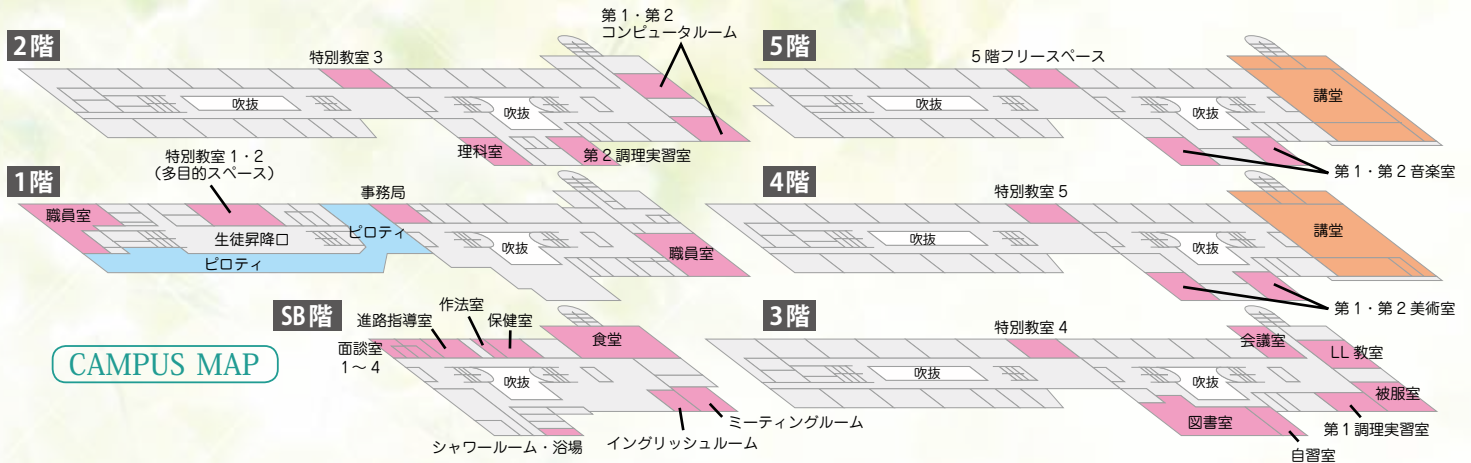 2階
特別教室3
第1・第2
コンピュータルーム
吹抜
吹抜
理科室
第2調理実習室
1階
特別教室1・2
(多目的スペース)
事務局
職員室
生徒昇降口
ピロティ
ピロティ
吹抜
職員室
SB階
面談室
1〜4
進路指導室
作法室
保健室
食堂
吹抜
シャワールーム・浴場
イングリッシュルーム
ミーティングルーム
CAMPUS MAP
5階
5階フリースペース
吹抜
吹抜
講堂
第1・第2音楽室
4階
特別教室5
吹抜
吹抜
講堂
第1・第2美術室
3階
特別教室4
会議室
LL教室
吹抜
吹抜
被服室
図書室
第1調理実習室
自習室